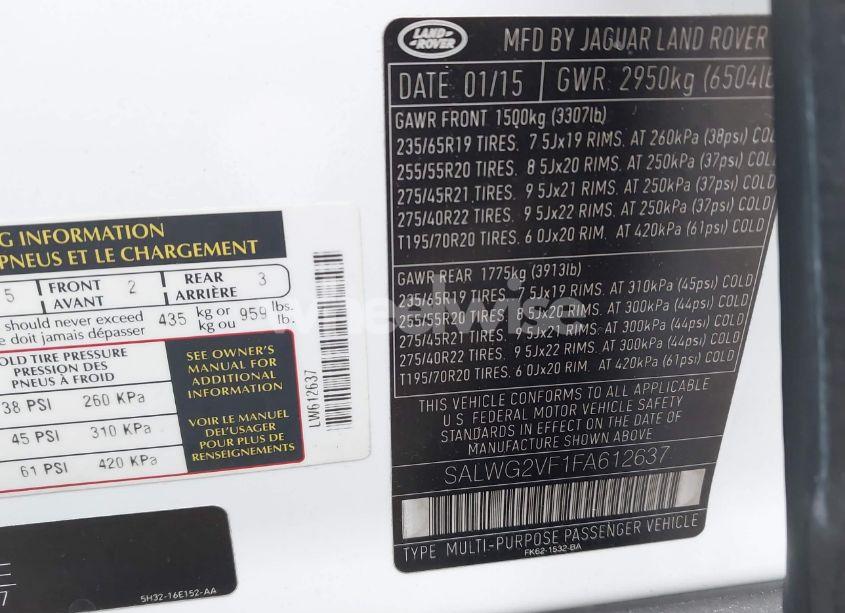 LAND ROVER
MFD BY JAGUAR LAND ROVER
DATE 01/15 GWR 2950kg (6504lb
GAWR FRONT 1500kg (3307lb)
235/65R19 TIRES. 7 5Jx19 RIMS. AT 260kPa (38psi) COLD
255/55R20 TIRES. 8 5Jx20 RIMS. AT 250kPa (37psi) COLD
275/45R21 TIRES. 9 5Jx21 RIMS. AT 250kPa (37psi) COLD
275/40R22 TIRES. 9 5Jx22 RIMS. AT 250kPa (37psi) COLD
T195/70R20 TIRES. 6 0Jx20 RIM. AT 420kPa (61psi) COLD
GAWR REAR 1775kg (3913lb)
235/65R19 TIRES. 7 5Jx19 RIMS. AT 310kPa (45psi) COLD
255/55R20 TIRES. 8 5Jx20 RIMS. AT 300kPa (44psi) COLD
275/45R21 TIRES. 9 5Jx21 RIMS. AT 300kPa (44psi) COLD
275/40R22 TIRES. 9 5Jx22 RIMS. AT 300kPa (44psi) COLD
T195/70R20 TIRES. 6 0Jx20 RIM. AT 420kPa (61psi) COLD
THIS VEHICLE CONFORMS TO ALL APPLICABLE
U S FEDERAL MOTOR VEHICLE SAFETY
STANDARDS IN EFFECT ON THE DATE OF
MANUFACTURE SHOWN ABOVE
SALWG2VF1FA612637
TYPE MULTI-PURPOSE PASSENGER VEHICLE
FK62-1532-BA
G INFORMATION
PNEUS ET LE CHARGEMENT
5 FRONT AVANT 2 REAR ARRIÈRE 3
should never exceed 435 kg or 959 lbs.
e doit jamais dépasser kg ou lb.
OLD TIRE PRESSURE
PRESSION DES
PNEUS À FROID
38 PSI 260 KPa
45 PSI 310 KPa
61 PSI 420 KPa
SEE OWNER'S
MANUAL FOR
ADDITIONAL
INFORMATION
VOIR LE MANUEL
DE L'USAGER
POUR PLUS DE
RENSEIGNEMENTS
LW612637
5H32-16E152-AA
7
wheelwise